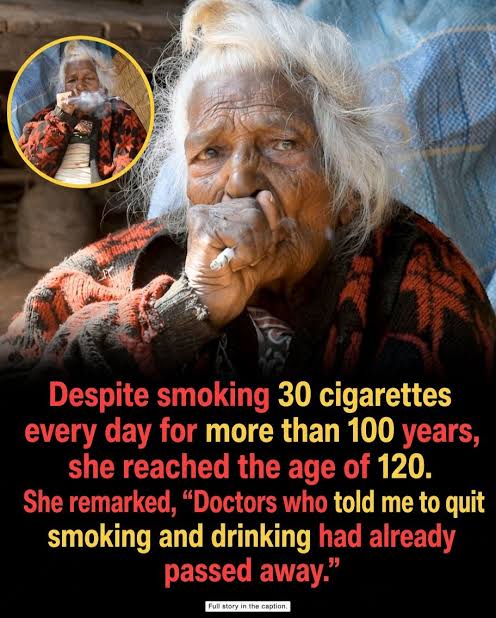 Despite smoking 30 cigarettes
every day for more than 100 years,
she reached the age of 120.
She remarked, “Doctors who told me to quit
smoking and drinking had already
passed away.”
Full story in the caption.